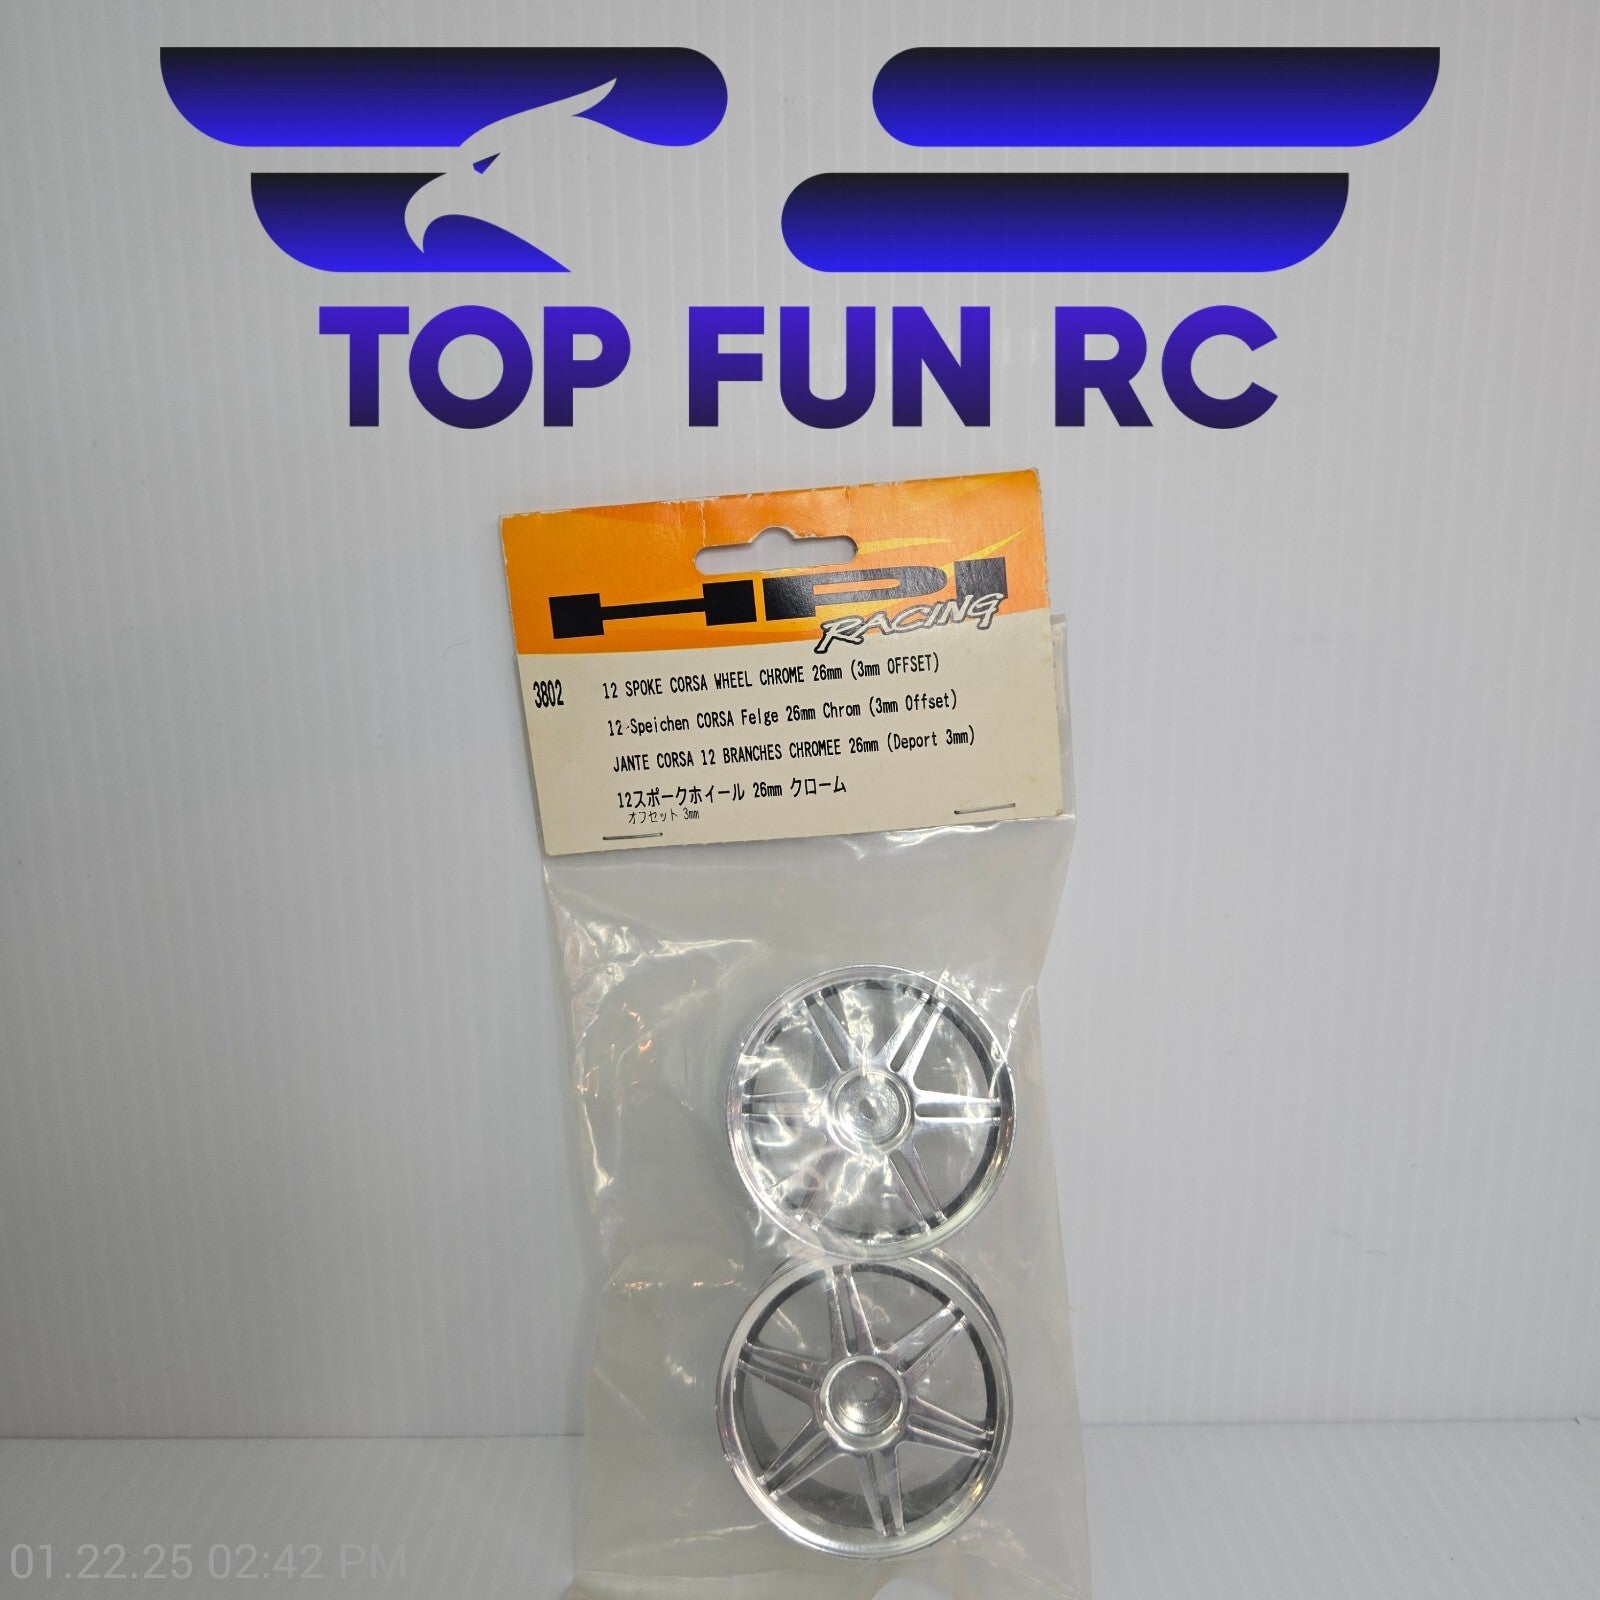 TOP FUN RC
HPI
RACING
3802
12 SPOKE CORSA WHEEL CHROME 26mm (3mm OFFSET)
12-Speichen CORSA Felge 26mm Chrom (3mm Offset)
JANTE CORSA 12 BRANCHES CHROMEE 26mm (Deport 3mm)
12スポークホイール 26mm クローム
オフセット 3mm
01.22.25 02:42 PM